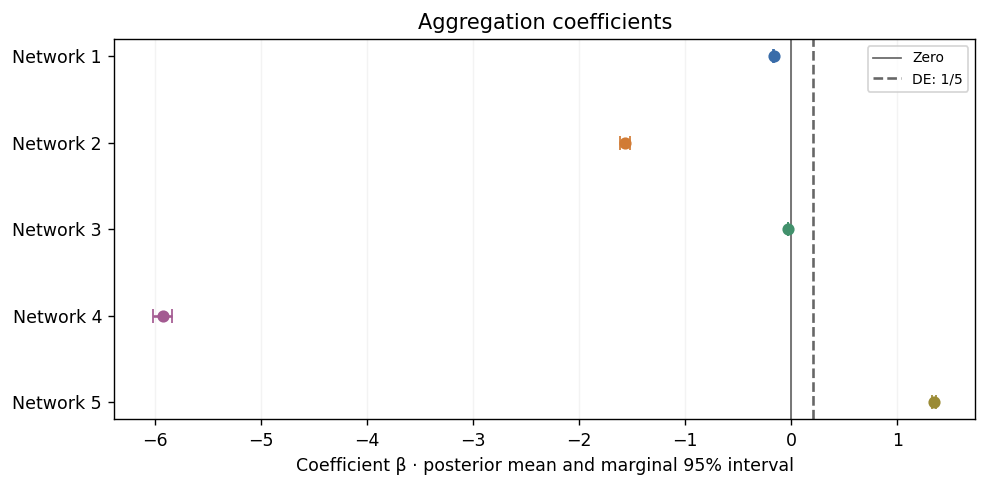 Aggregation coefficients
Network 1
Network 2
Network 3
Network 4
Network 5
Zero
DE: 1/5
−6 −5 −4 −3 −2 −1 0 1
Coefficient β · posterior mean and marginal 95% interval